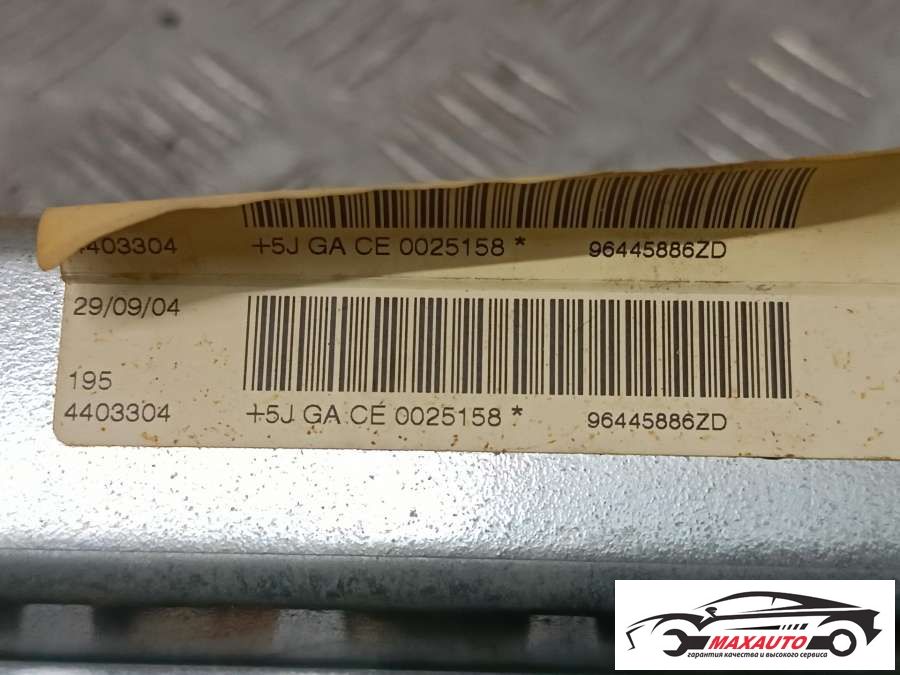 4403304 +5J GA CE 0025158 * 96445886ZD
29/09/04
195
4403304 +5J GA CE 0025158 * 96445886ZD
MAXAUTO
гарантия качества и высокого сервиса